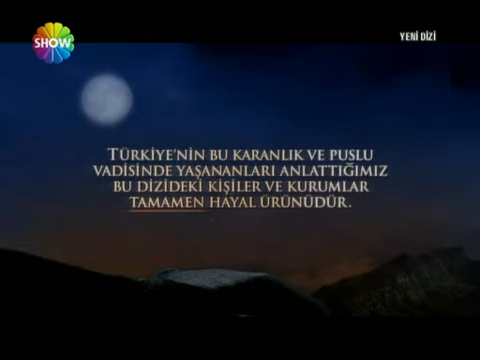 SHOW
YENİ DİZİ
TÜRKİYE'NİN BU KARANLIK VE PUSLU
VADİSİNDE YAŞANANLARI ANLATTIĞIMIZ
BU DİZİDEKİ KİŞİLER VE KURUMLAR
TAMAMEN HAYAL ÜRÜNÜDÜR.